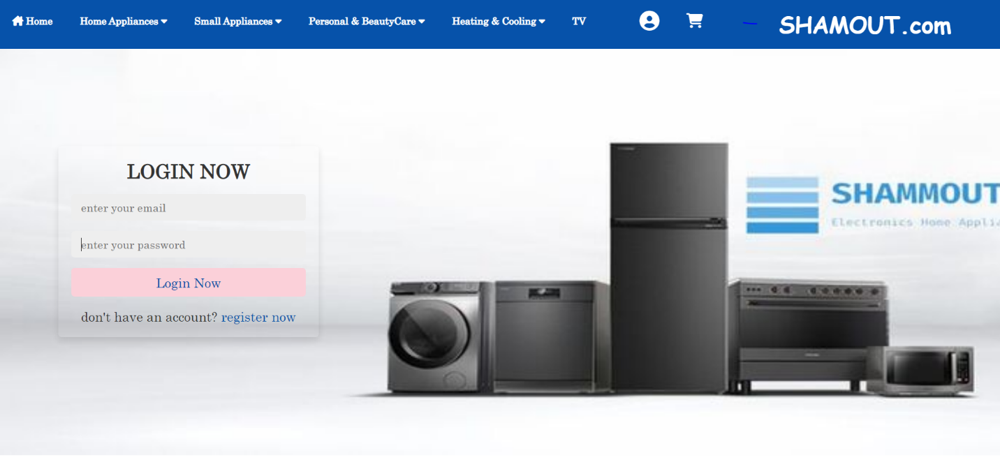 Home Home Appliances Small Appliances Personal & BeautyCare Heating & Cooling TV SHAMOUT.com
LOGIN NOW
enter your email
enter your password
Login Now
don't have an account? register now
SHAMMOUT
Electronics Home Applia